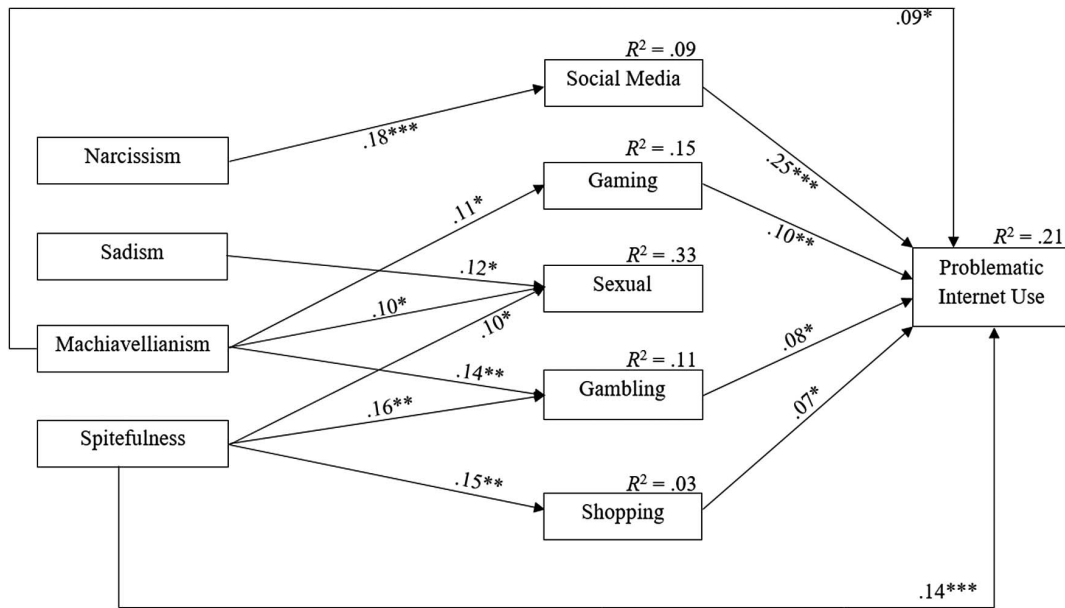 .09*
R² = .09
Social Media
.18***
Narcissism
R² = .15
Gaming
.25***
.11*
.10**
Sadism
R² = .33
Sexual
.12*
R² = .21
Problematic
Internet Use
.10*
.10*
Machiavellianism
R² = .11
Gambling
.14**
.08*
.16**
.07*
Spitefulness
.15**
R² = .03
Shopping
.14***